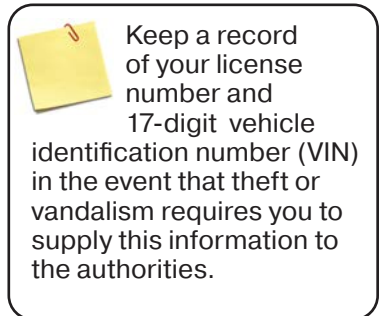 Keep a record
of your license
number and
17-digit vehicle
identification number (VIN)
in the event that theft or
vandalism requires you to
supply this information to
the authorities.